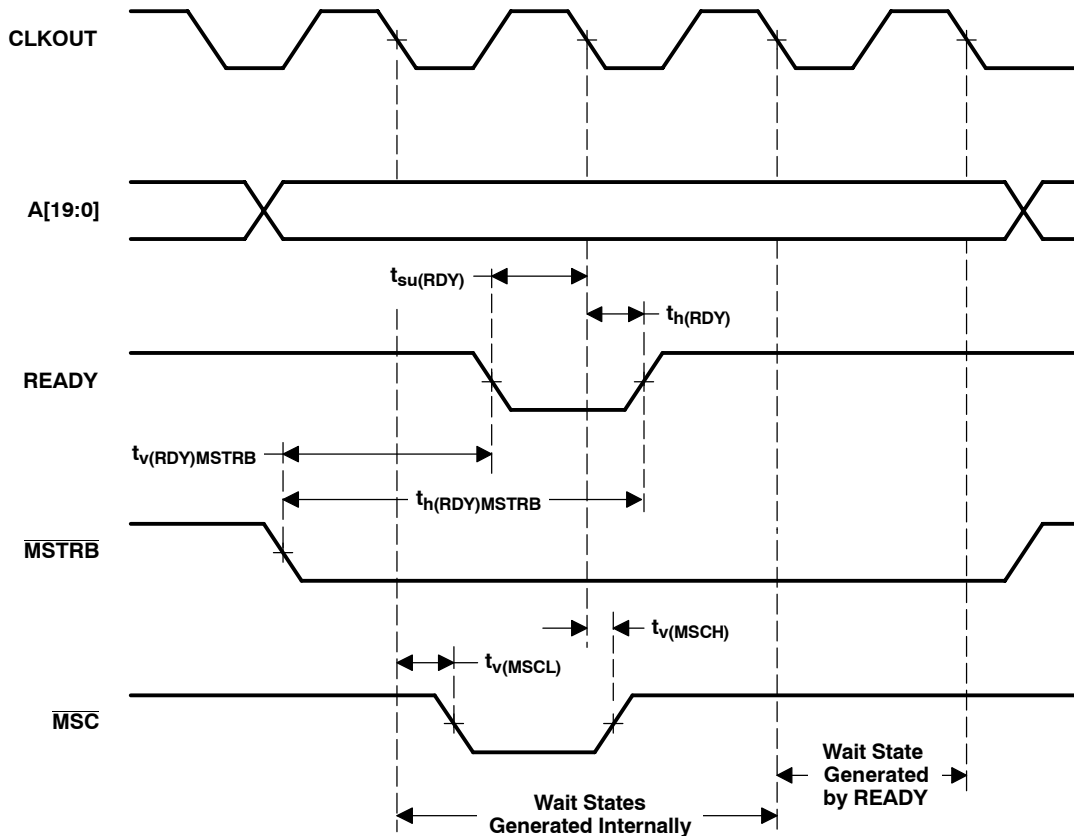 CLKOUT
A[19:0]
tsu(RDY)
th(RDY)
READY
tv(RDY)MSTRB
th(RDY)MSTRB
MSTRB
tv(MSCH)
tv(MSCL)
MSC
Wait State
Generated
by READY
Wait States
Generated Internally